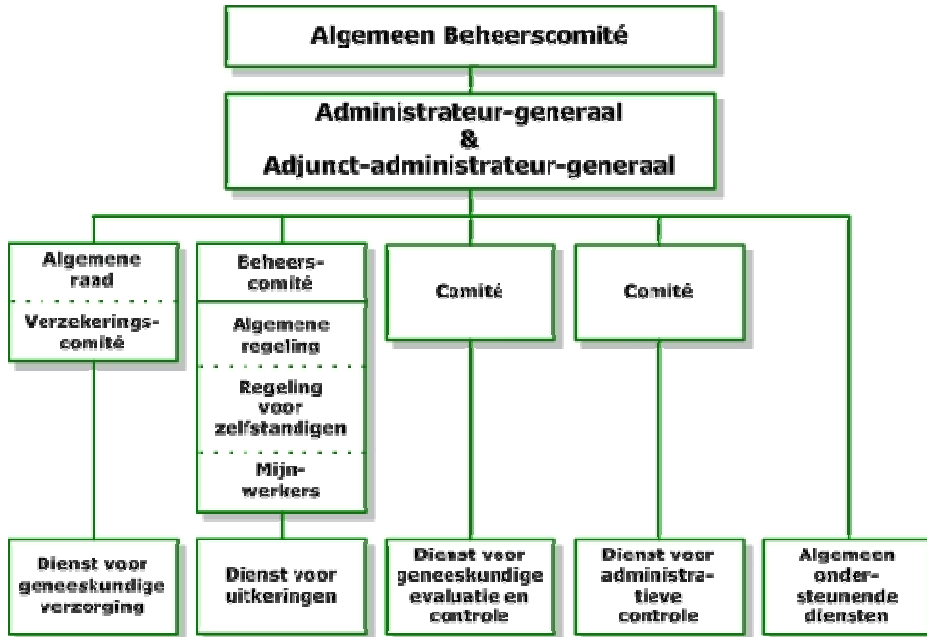 Algemeen Beheerscomité
Administrateur-generaal
&
Adjunct-administrateur-generaal
Algemene
raad
Verzekerings-
comité
Beheers-
comité
Algemene
regeling
Regeling
voor
zelfstandigen
Mijn-
werkers
Comité
Comité
Dienst voor
geneeskundige
verzorging
Dienst voor
uitkeringen
Dienst voor
geneeskundige
evaluatie en
controle
Dienst voor
administra-
tieve
controle
Algemeen
onder-
steunende
diensten